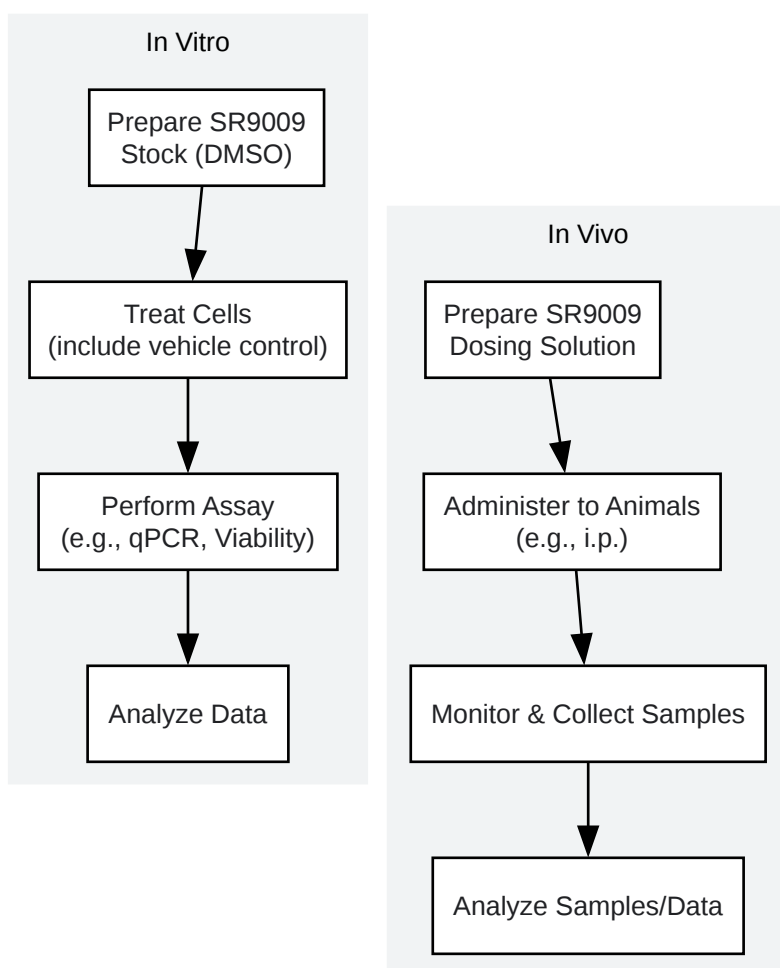 In Vitro
Prepare SR9009
Stock (DMSO)
Treat Cells
(include vehicle control)
Perform Assay
(e.g., qPCR, Viability)
Analyze Data
In Vivo
Prepare SR9009
Dosing Solution
Administer to Animals
(e.g., i.p.)
Monitor & Collect Samples
Analyze Samples/Data